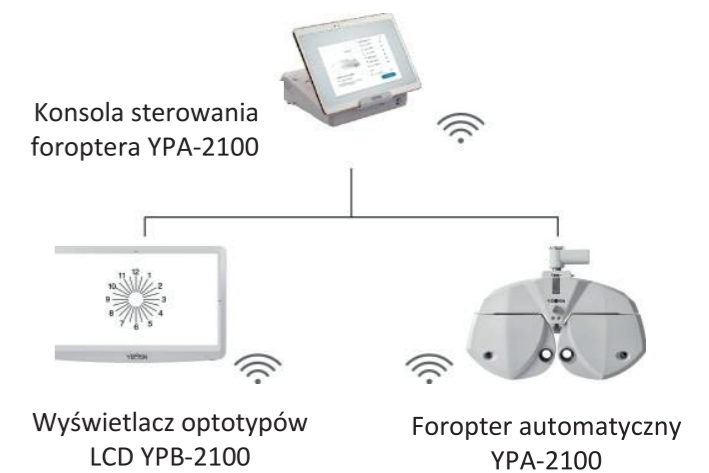 Konsola sterowania
foroptera YPA-2100
11 12 1
10 2
9 3
8 4
7 6 5
Wyświetlacz optotypów
LCD YPB-2100
Foropter automatyczny
YPA-2100